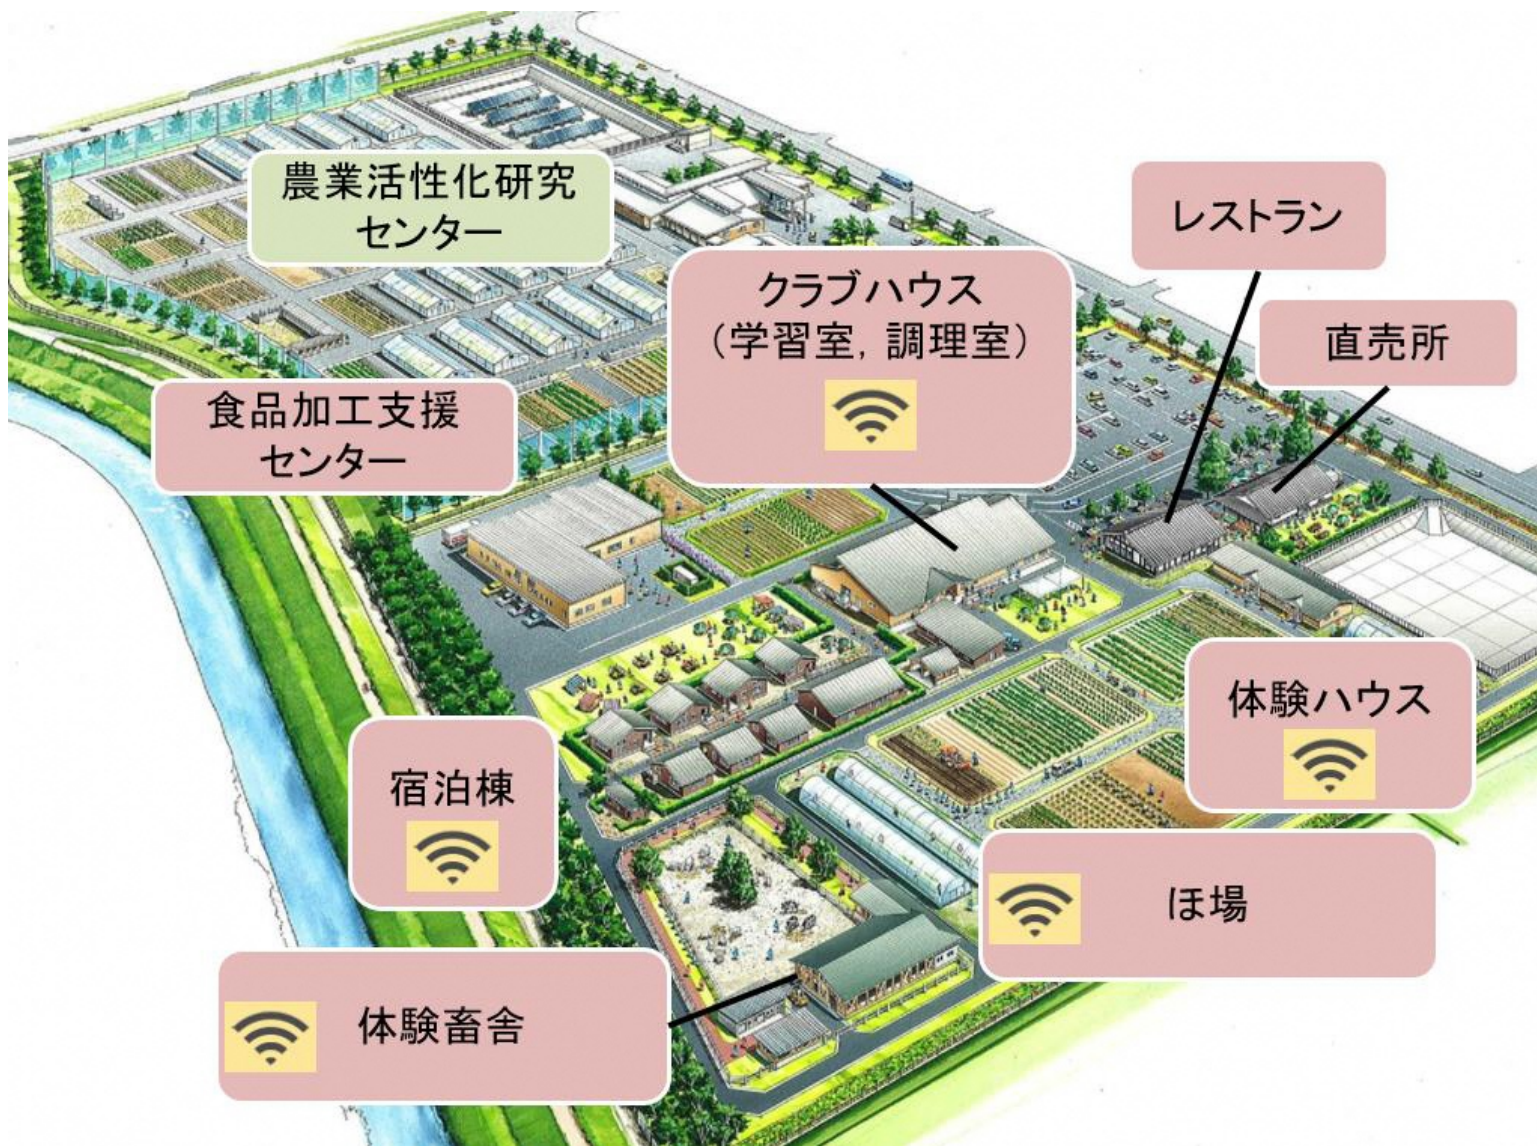 農業活性化研究
センター
レストラン
クラブハウス
（学習室，調理室）
直売所
食品加工支援
センター
体験ハウス
宿泊棟
ほ場
体験畜舎